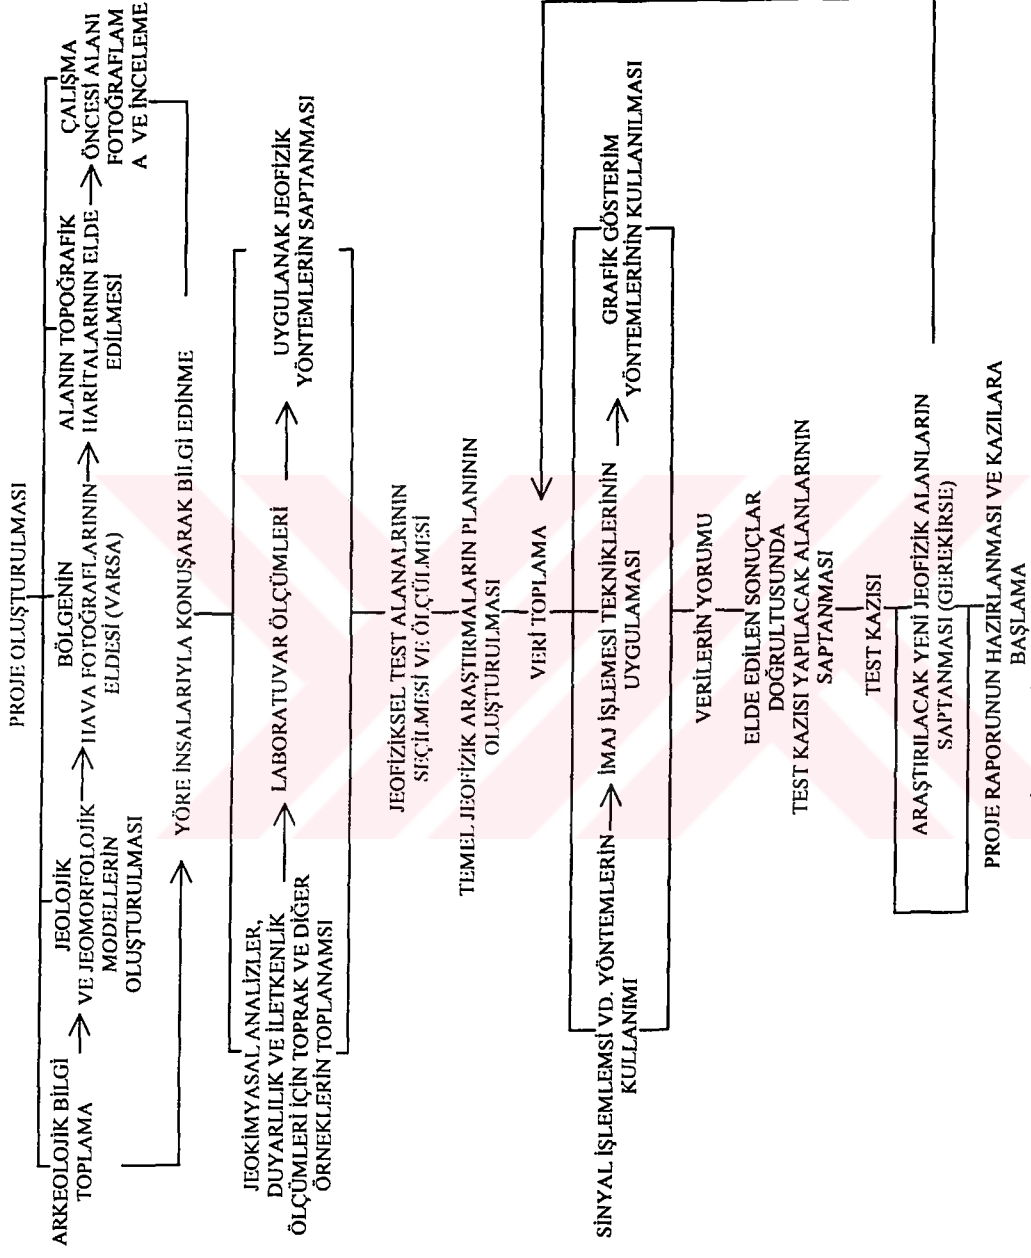 PROJE OLUŞTURULMASI
ARKEOLOJİK BİLGİ
TOPLAMA
JEOLOJİK
VE JEOMORFOLOJİK
MODELLERİN
OLUŞTURULMASI
BÖLGENİN
HAVA FOTOĞRAFLARININ
ELDESİ (VARSA)
ALANIN TOPOĞRAFİK
HARİTALARININ ELDE
EDİLMESİ
ÇALIŞMA
ÖNCESİ ALANI
FOTOĞRAFLAM
A VE İNCELEME
YÖRE İNSALARIYLA KONUŞARAK BİLGİ EDİNME
JEOKİMYASAL ANALİZLER,
DUYARLILIK VE İLETKENLİK
ÖLÇÜMLERİ İÇİN TOPRAK VE DİĞER
ÖRNEKLERİN TOPLANAMSI
LABORATUVAR ÖLÇÜMLERİ
UYGULANAK JEOFİZİK
YÖNTEMLERİN SAPTANMASI
JEOFİZİKSEL TEST ALANALRININ
SEÇİLMESİ VE ÖLÇÜLMESİ
TEMEL JEOFİZİK ARAŞTIRMALARIN PLANININ
OLUŞTURULMASI
VERİ TOPLAMA
SİNYAL İŞLEMLEMSİ VD. YÖNTEMLERİN
KULLANIMI
İMAJ İŞLEMESİ TEKNİKLERİNİN
UYGULAMASI
GRAFİK GÖSTERİM
YÖNTEMLERİNİN KULLANILMASI
VERİLERİN YORUMU
ELDE EDİLEN SONUÇLAR
DOĞRULTUSUNDA
TEST KAZISI YAPILACAK ALANLARININ
SAPTANMASI
TEST KAZISI
ARAŞTIRILACAK YENİ JEOFİZİK ALANLARIN
SAPTANMASI (GEREKİRSE)
PROJE RAPORUNUN HAZIRLANMASI VE KAZILARA
BAŞLAMA